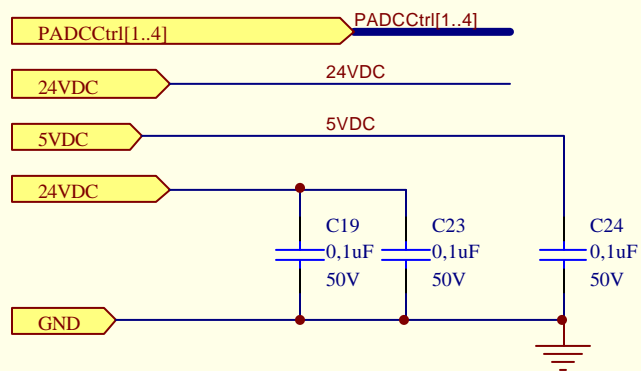 PADCCtrl[1..4]
PADCCtrl[1..4]
24VDC
24VDC
5VDC
5VDC
24VDC
C19
0,1uF
50V
C23
0,1uF
50V
C24
0,1uF
50V
GND